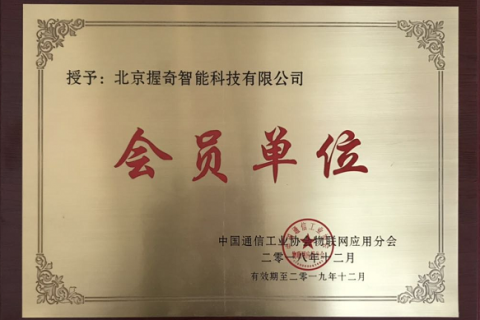 授予：北京握奇智能科技有限公司
会员单位
中国通信工业协会物联网应用分会
二零一八年十二月
有效期至二零一九年十二月